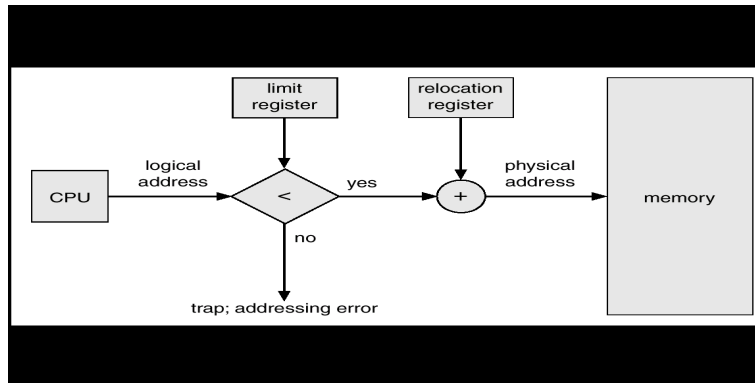 limit
register
relocation
register
logical
address
physical
address
CPU
<
yes
+
memory
no
trap; addressing error